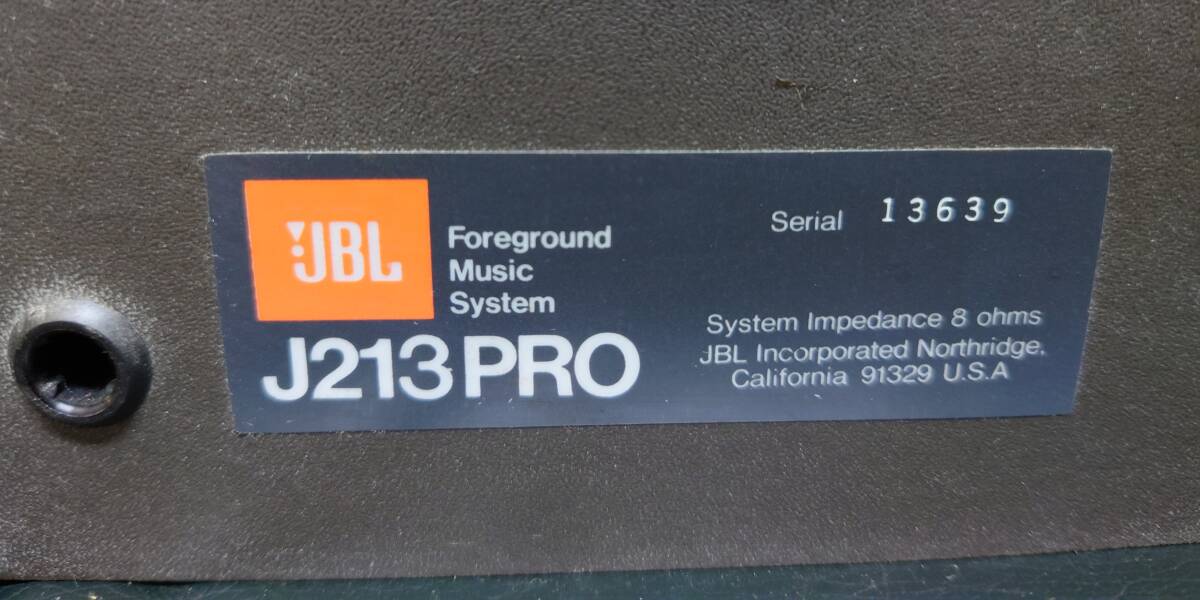 JBL
Foreground
Music
System
J213 PRO
Serial 13639
System Impedance 8 ohms
JBL Incorporated Northridge.
California 91329 U.S.A